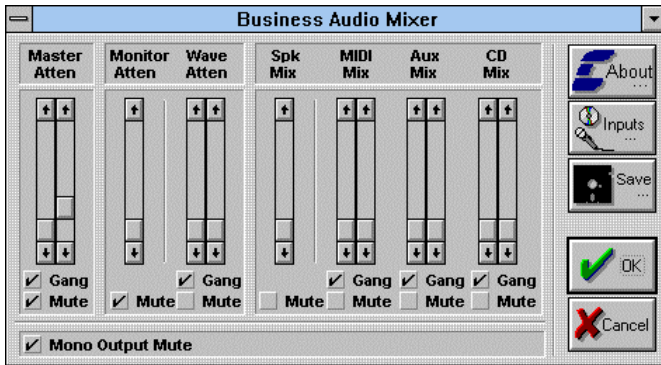 Business Audio Mixer
Master Atten
Monitor Atten
Wave Atten
Spk Mix
MIDI Mix
Aux Mix
CD Mix
About
...
Inputs
...
Save
...
Gang
Gang
Gang
Gang
Gang
Mute
Mute
Mute
Mute
Mute
Mute
Mute
OK
Cancel
Mono Output Mute